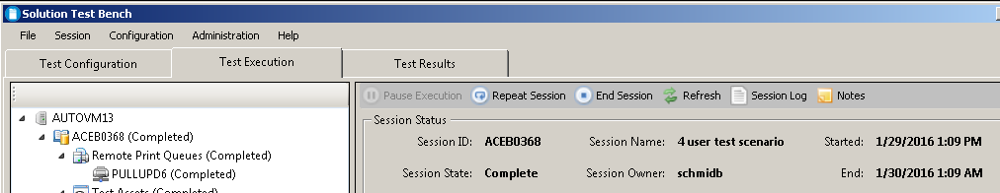 Solution Test Bench
File Session Configuration Administration Help
Test Configuration Test Execution Test Results
Pause Execution Repeat Session End Session Refresh Session Log Notes
AUTOVM13
ACEB0368 (Completed)
Remote Print Queues (Completed)
PULLUPD6 (Completed)
Test Assets (Completed)
Session Status
Session ID: ACEB0368 Session Name: 4 user test scenario Started: 1/29/2016 1:09 PM
Session State: Complete Session Owner: schmidb End: 1/30/2016 1:09 AM